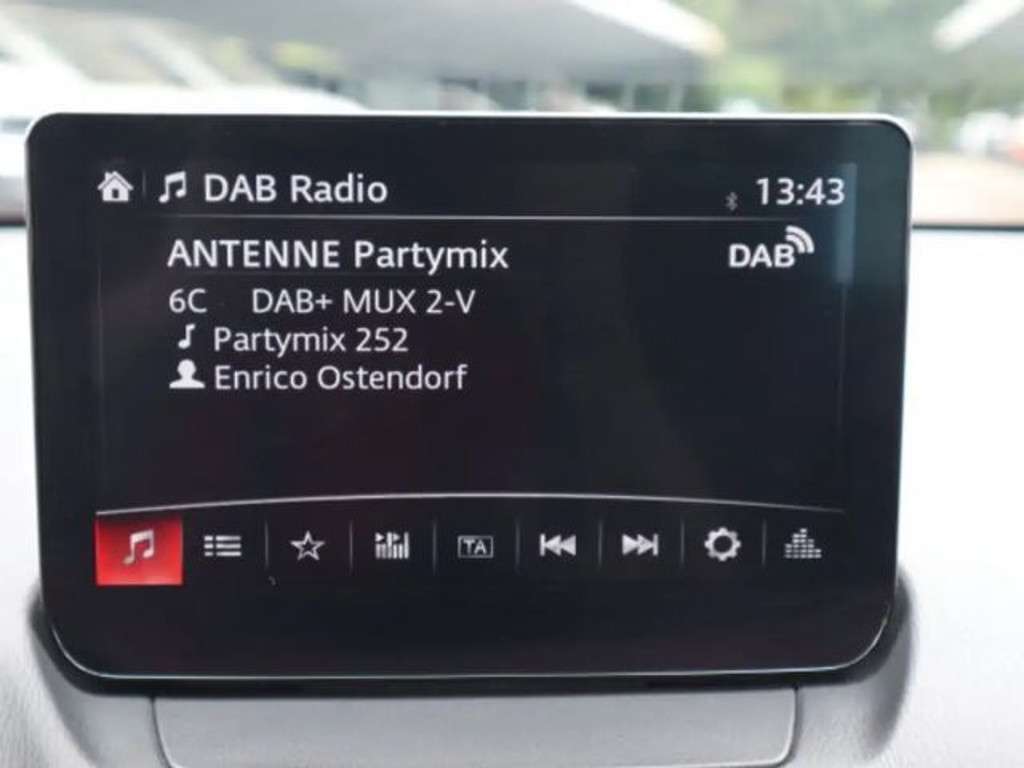 DAB Radio 13:43
ANTENNE Partymix DAB
6C DAB+ MUX 2-V
Partymix 252
Enrico Ostendorf
TA